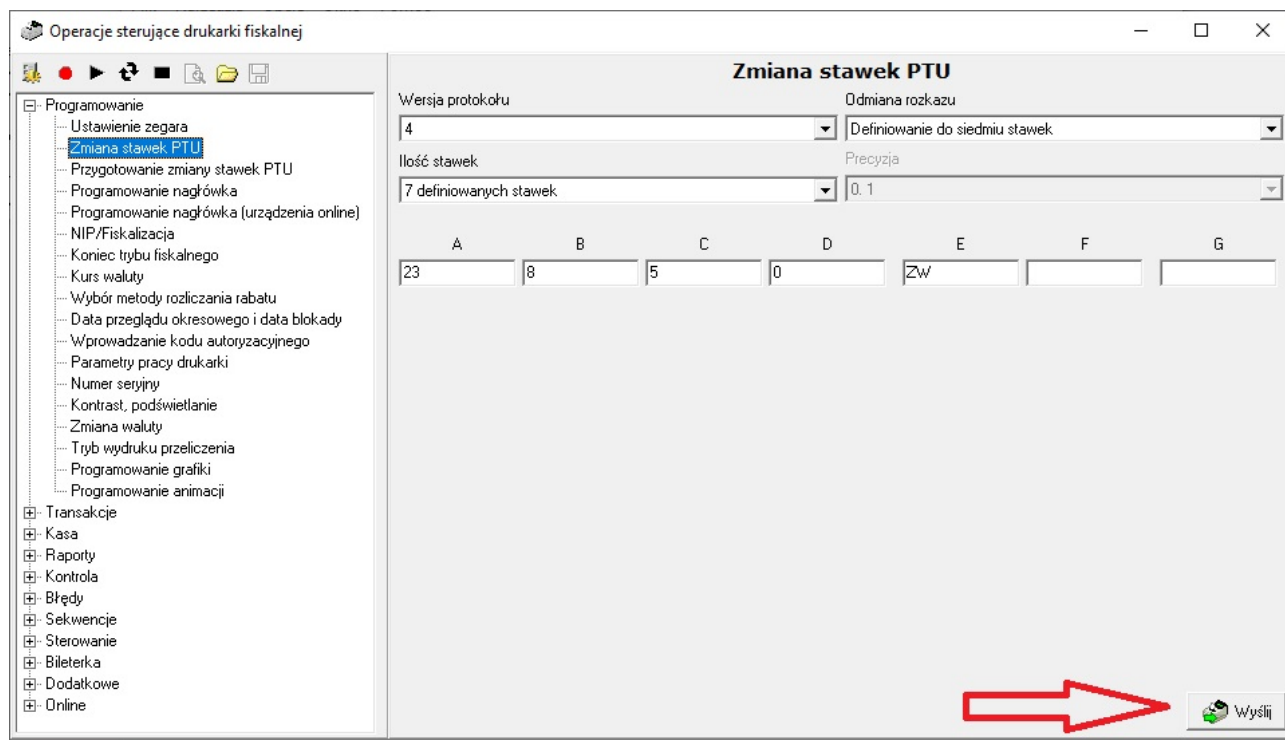 Operacje sterujące drukarki fiskalnej
Programowanie
Ustawienie zegara
Zmiana stawek PTU
Przygotowanie zmiany stawek PTU
Programowanie nagłówka
Programowanie nagłówka (urządzenia online)
NIP/Fiskalizacja
Koniec trybu fiskalnego
Kurs waluty
Wybór metody rozliczania rabatu
Data przeglądu okresowego i data blokady
Wprowadzanie kodu autoryzacyjnego
Parametry pracy drukarki
Numer seryjny
Kontrast, podświetlanie
Zmiana waluty
Tryb wydruku przeliczenia
Programowanie grafiki
Programowanie animacji
Transakcje
Kasa
Raporty
Kontrola
Błędy
Sekwencje
Sterowanie
Bileterka
Dodatkowe
Online
Zmiana stawek PTU
Wersja protokołu Odmiana rozkazu
4 Definiowanie do siedmiu stawek
Ilość stawek Precyzja
7 definiowanych stawek 0. 1
A B C D E F G
23 8 5 0 ZW
Wyślij